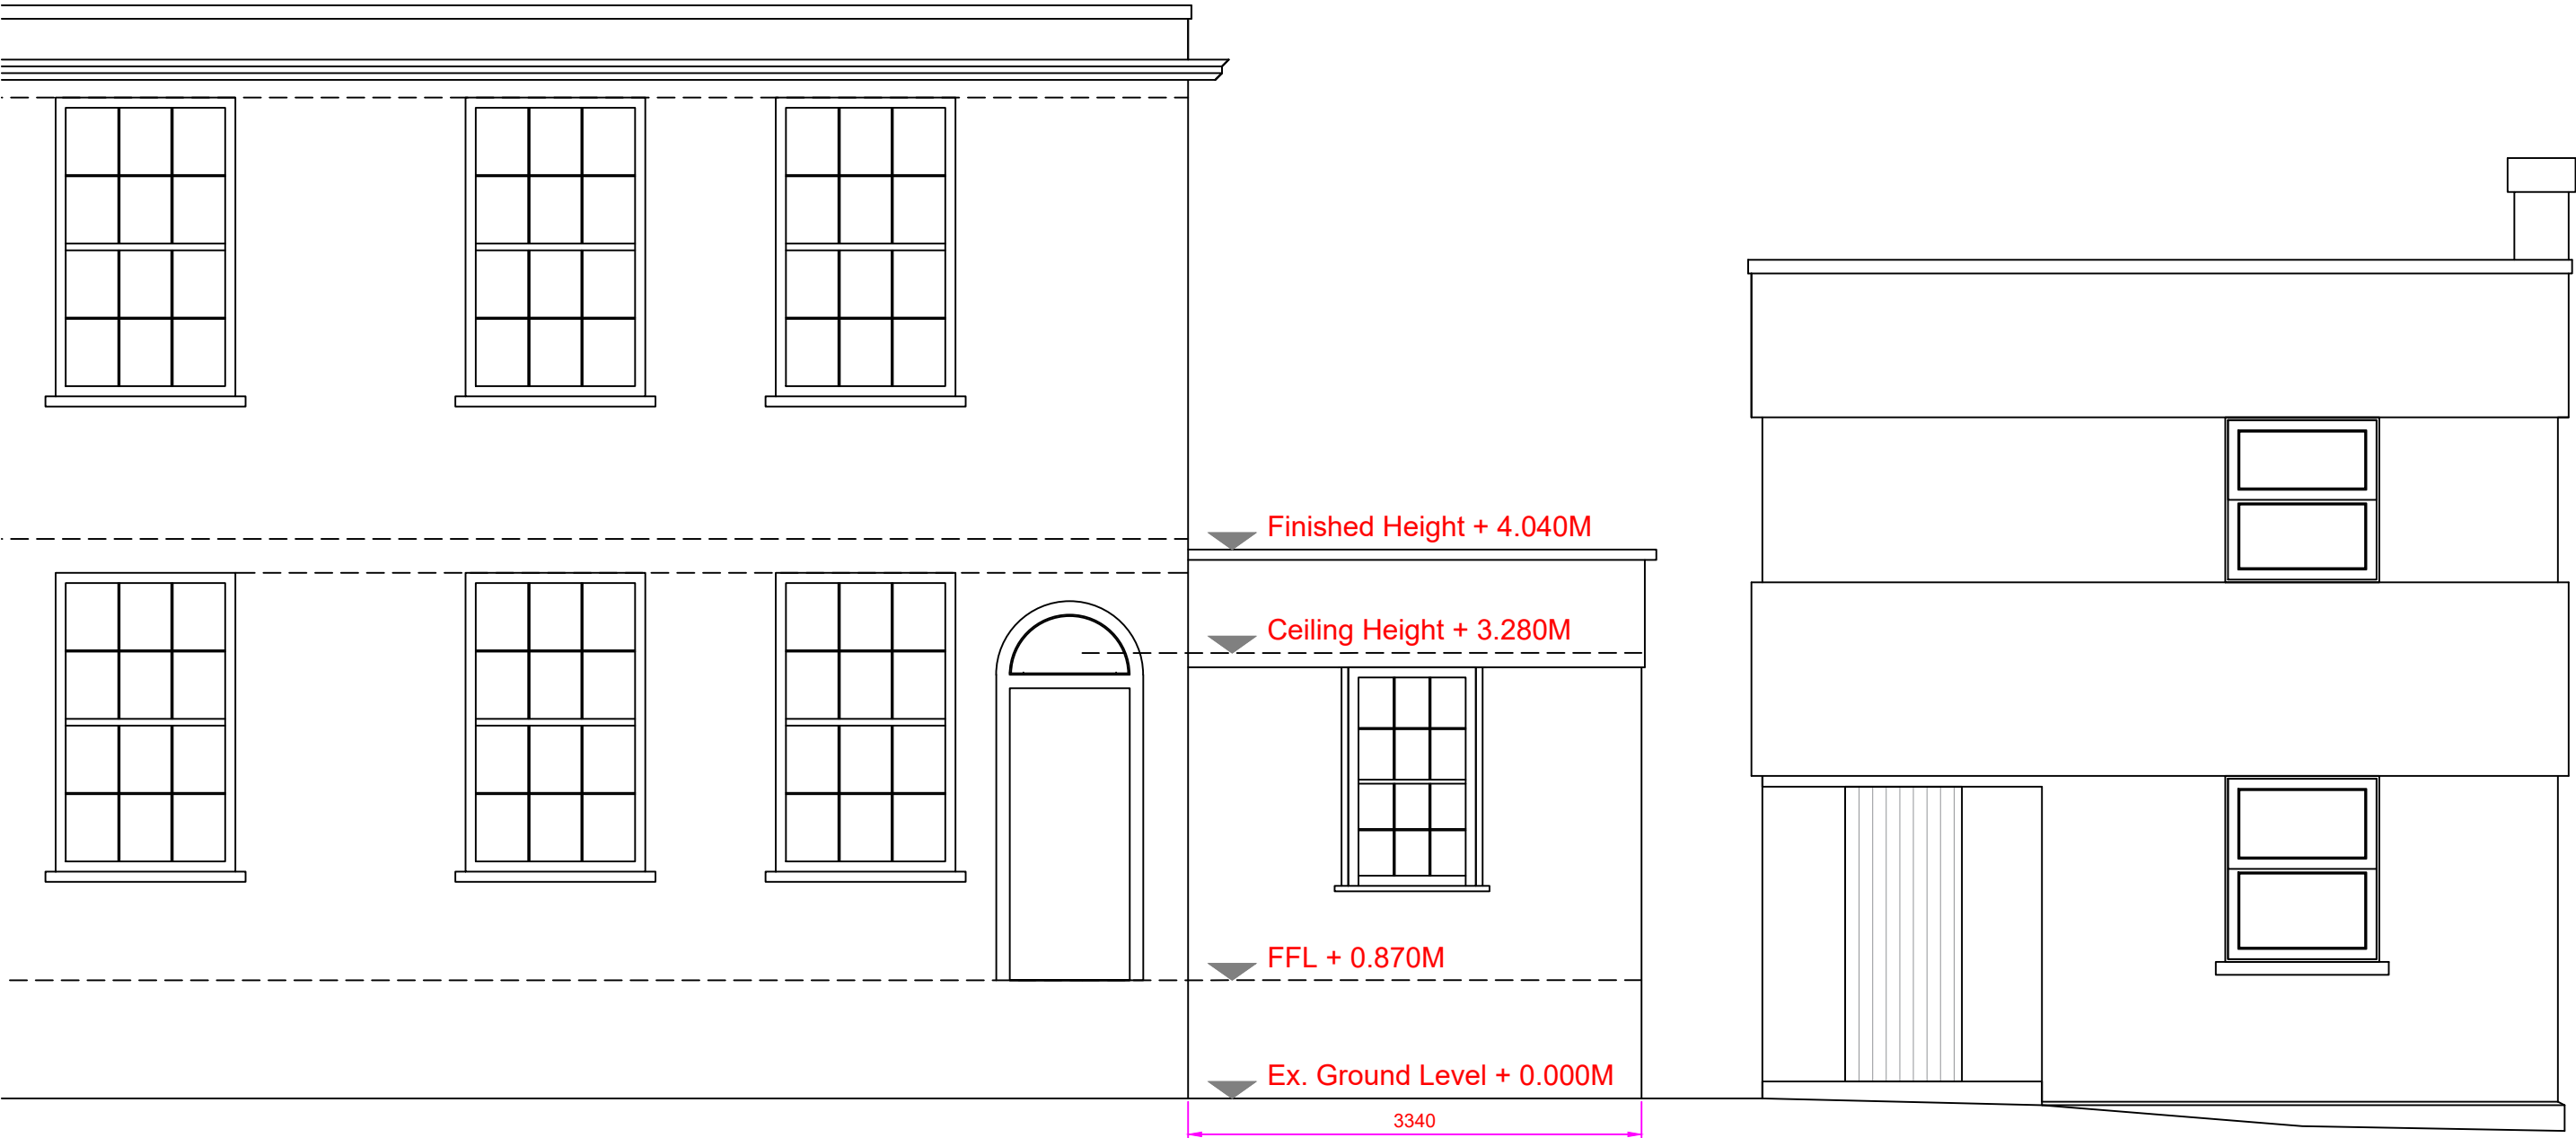 Finished Height + 4.040M
Ceiling Height + 3.280M
FFL + 0.870M
Ex. Ground Level + 0.000M
3340